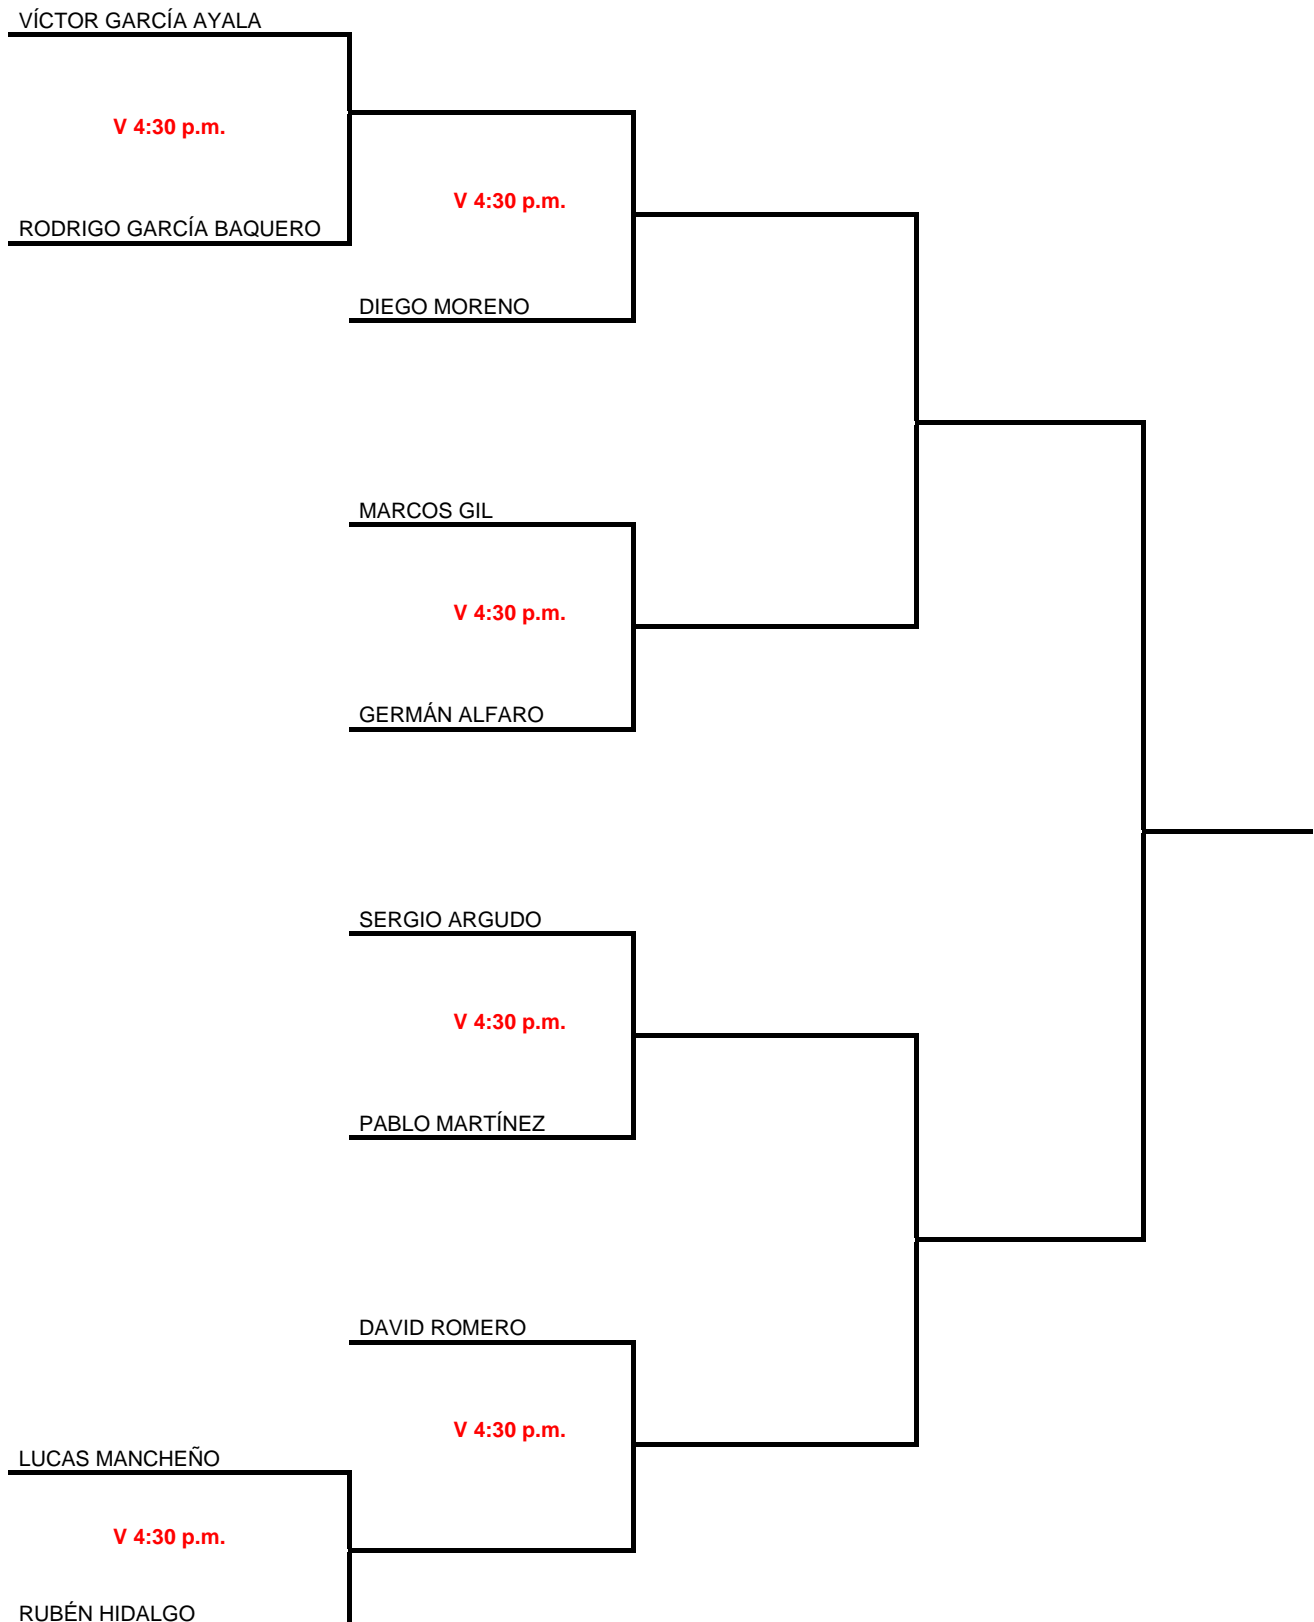 VÍCTOR GARCÍA AYALA
V 4:30 p.m.
V 4:30 p.m.
RODRIGO GARCÍA BAQUERO
DIEGO MORENO
MARCOS GIL
V 4:30 p.m.
GERMÁN ALFARO
SERGIO ARGUDO
V 4:30 p.m.
PABLO MARTÍNEZ
DAVID ROMERO
V 4:30 p.m.
LUCAS MANCHEÑO
V 4:30 p.m.
RUBÉN HIDALGO